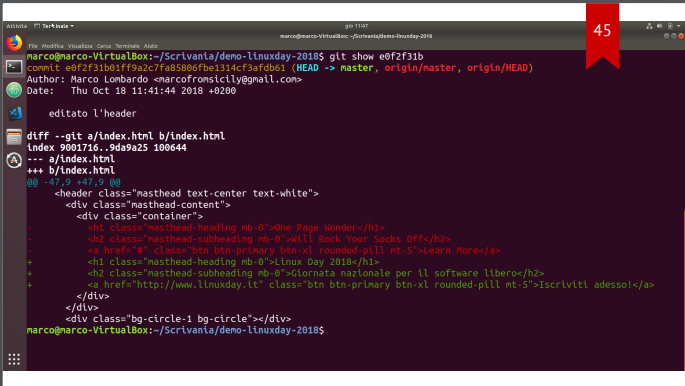 Attività Terminale gio 11:47
marco@marco-VirtualBox: ~/Scrivania/demo-linuxday-2018
45
File Modifica Visualizza Cerca Terminale Aiuto
marco@marco-VirtualBox:~/Scrivania/demo-linuxday-2018$ git show e0f2f31b
commit e0f2f31b01ff9a2c7fa85806fbe1314cf3afdb61 (HEAD -> master, origin/master, origin/HEAD)
Author: Marco Lombardo <marcofromsicily@gmail.com>
Date:   Thu Oct 18 11:41:44 2018 +0200
    editato l'header
diff --git a/index.html b/index.html
index 9001716..9da9a25 100644
--- a/index.html
+++ b/index.html
@@ -47,9 +47,9 @@
     <header class="masthead text-center text-white">
       <div class="masthead-content">
         <div class="container">
-          <h1 class="masthead-heading mb-0">One Page Wonder</h1>
-          <h2 class="masthead-subheading mb-0">Will Rock Your Socks Off</h2>
-          <a href="#" class="btn btn-primary btn-xl rounded-pill mt-5">Learn More</a>
+          <h1 class="masthead-heading mb-0">Linux Day 2018</h1>
+          <h2 class="masthead-subheading mb-0">Giornata nazionale per il software libero</h2>
+          <a href="http://www.linuxday.it" class="btn btn-primary btn-xl rounded-pill mt-5">Iscriviti adesso!</a>
         </div>
       </div>
       <div class="bg-circle-1 bg-circle"></div>
marco@marco-VirtualBox:~/Scrivania/demo-linuxday-2018$